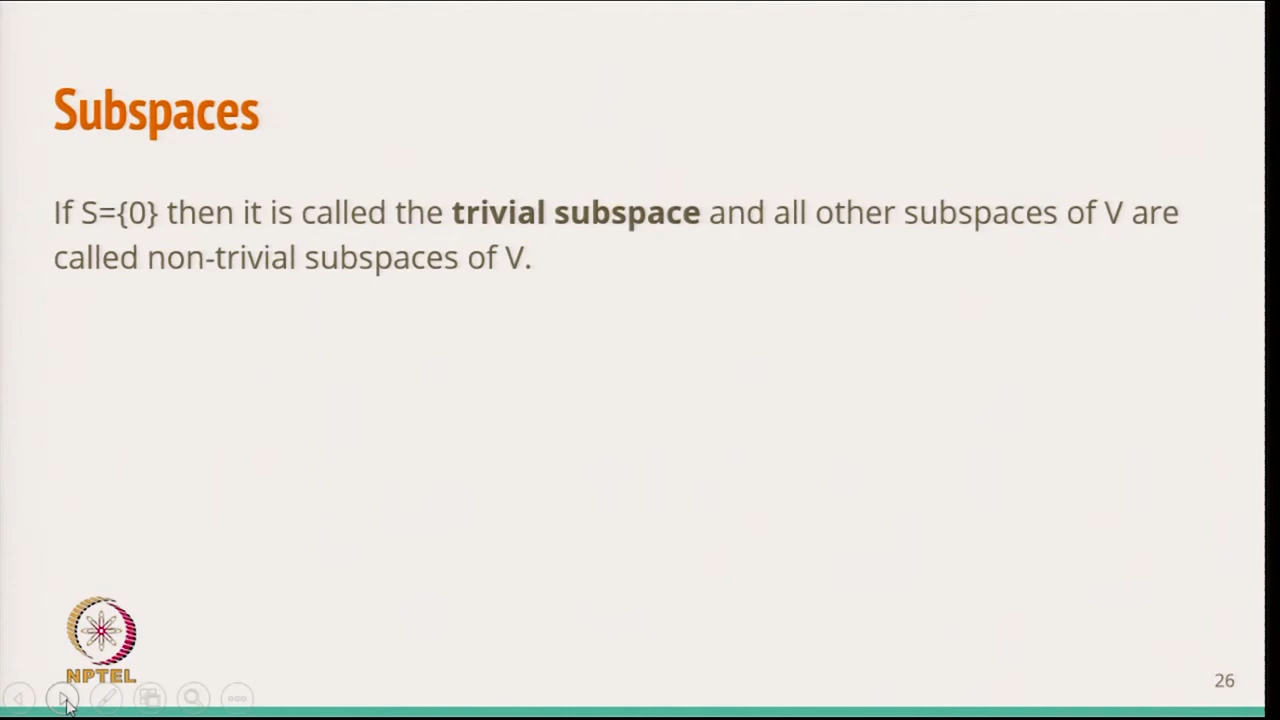 Subspaces
If S={0} then it is called the trivial subspace and all other subspaces of V are
called non-trivial subspaces of V.
NPTEL
26